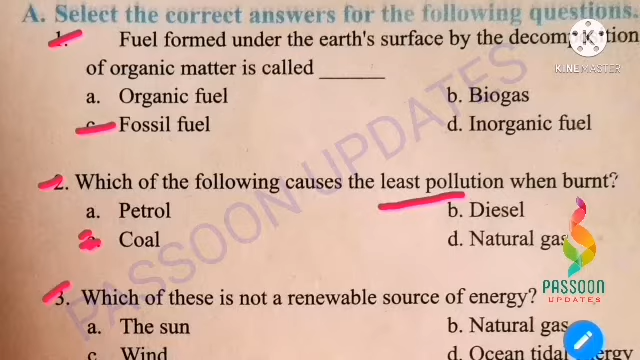 A. Select the correct answers for the following questions.
1. Fuel formed under the earth's surface by the decomposition
of organic matter is called ______
a. Organic fuel b. Biogas
c. Fossil fuel d. Inorganic fuel
2. Which of the following causes the least pollution when burnt?
a. Petrol b. Diesel
Coal d. Natural gas
3. Which of these is not a renewable source of energy?
a. The sun b. Natural gas
c. Wind d. Ocean tidal energy
KINEMASTER
PASSOON UPDATES
PASSOON
UPDATES